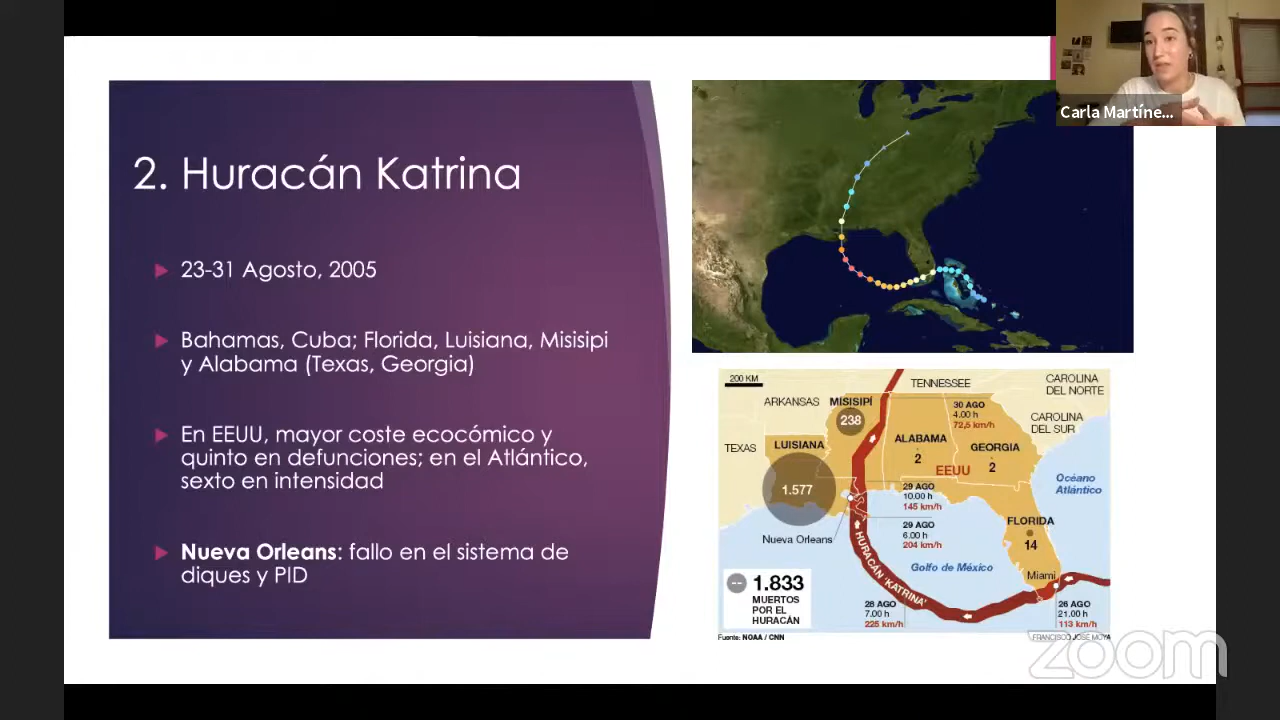 Carla Martíne...
2. Huracán Katrina
23-31 Agosto, 2005
Bahamas, Cuba; Florida, Luisiana, Misisipi
y Alabama (Texas, Georgia)
En EEUU, mayor coste ecocómico y
quinto en defunciones; en el Atlántico,
sexto en intensidad
Nueva Orleans: fallo en el sistema de
diques y PID
200 KM
TENNESSEE
CAROLINA
DEL NORTE
ARKANSAS
MISISIPÍ
238
30 AGO
4.00 h
72,5 km/h
CAROLINA
DEL SUR
TEXAS
LUISIANA
ALABAMA
2
GEORGIA
2
EEUU
1.577
29 AGO
10.00 h
145 km/h
Océano
Atlántico
Nueva Orleans
29 AGO
6.00 h
204 km/h
FLORIDA
14
HURACÁN 'KATRINA'
Golfo de México
Miami
-- 1.833
MUERTOS
POR EL
HURACÁN
28 AGO
7.00 h
225 km/h
26 AGO
21.00 h
113 km/h
Fuente: NOAA / CNN
FRANCISCO JOSÉ MOYA
zoom